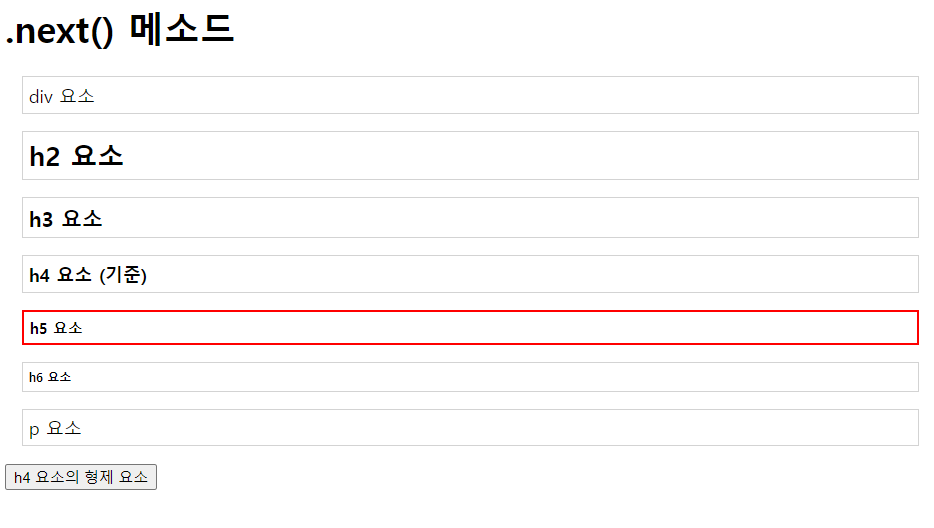 .next() 메소드
div 요소
h2 요소
h3 요소
h4 요소 (기준)
h5 요소
h6 요소
p 요소
h4 요소의 형제 요소